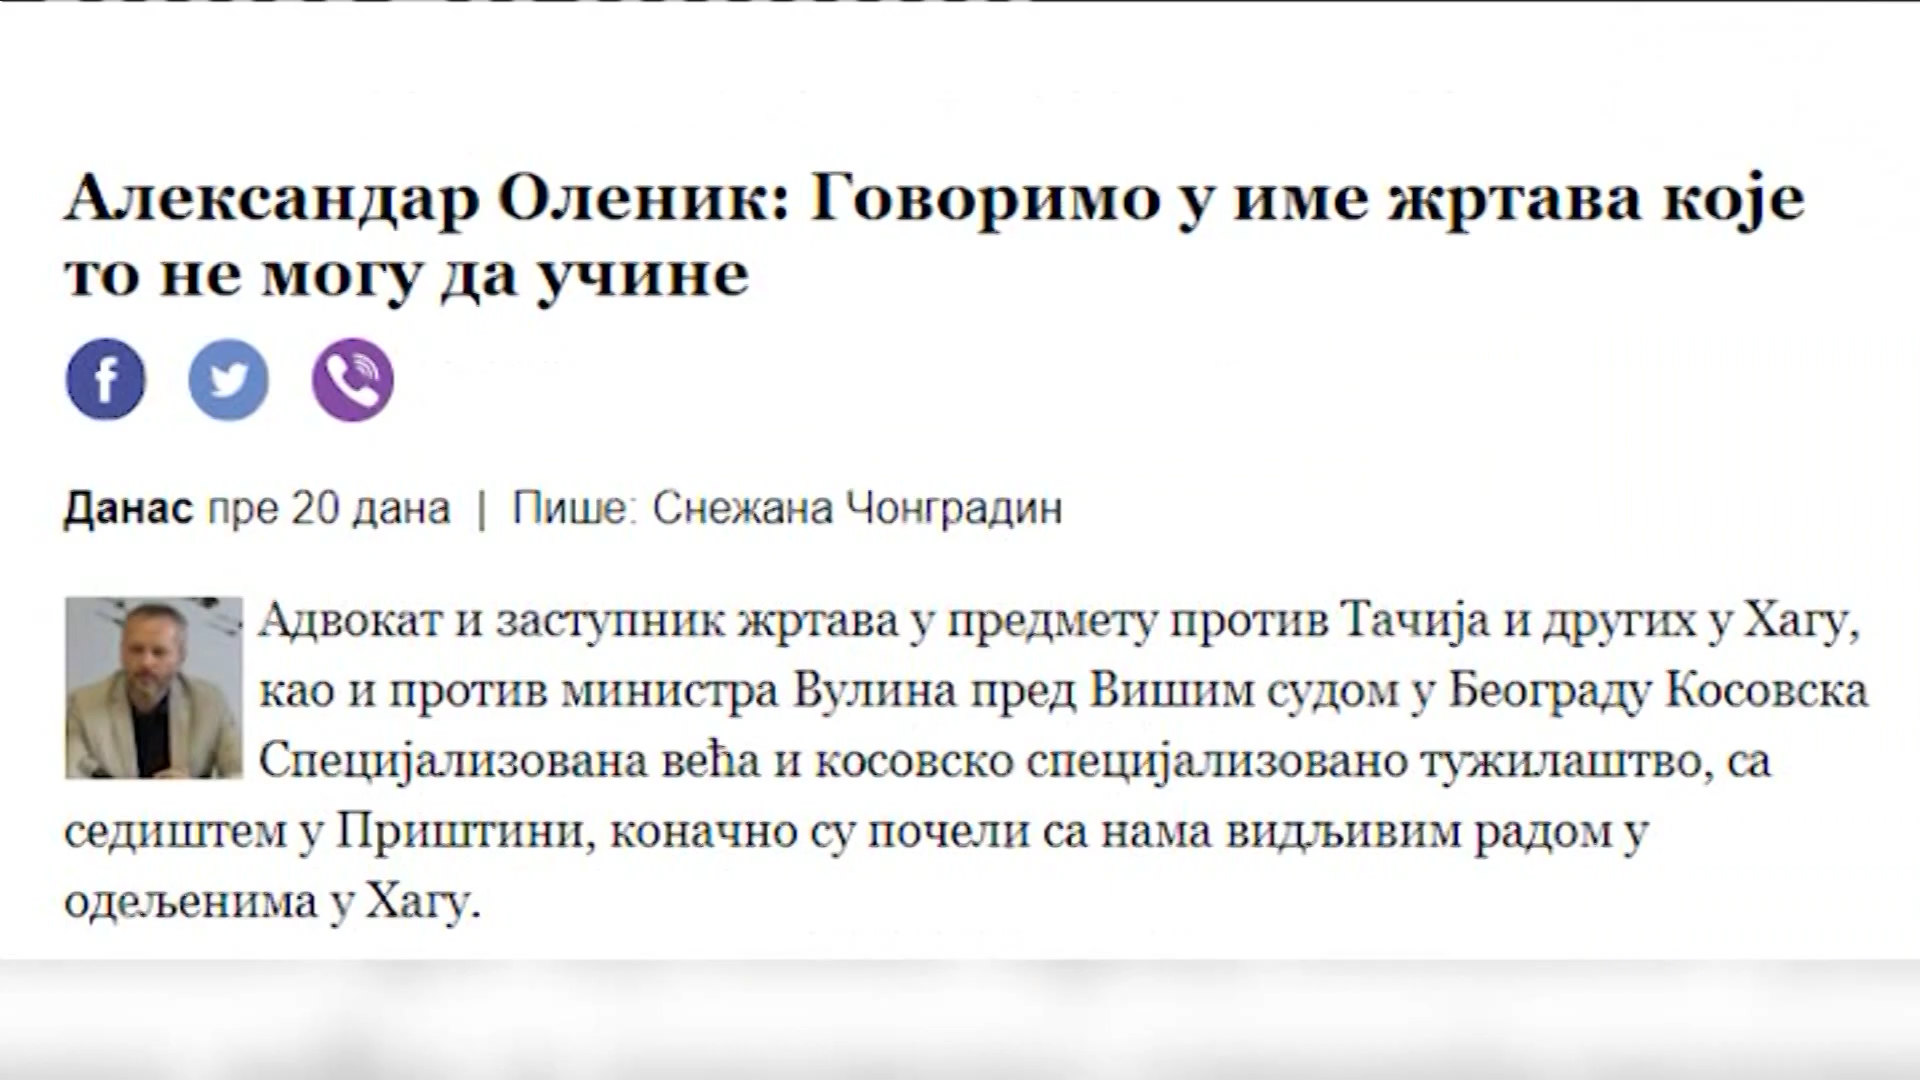 Александар Оленик: Говоримо у име жртава које
то не могу да учине
Данас пре 20 дана | Пише: Снежана Чонградин
Адвокат и заступник жртава у предмету против Тачија и других у Хагу,
као и против министра Вулина пред Вишим судом у Београду Косовска
Специјализована већа и косовско специјализовано тужилаштво, са
седиштем у Приштини, коначно су почели са нама видљивим радом у
одељенима у Хагу.